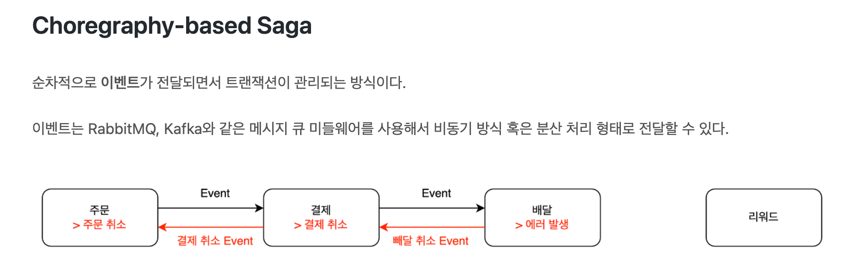 Choregraphy-based Saga
순차적으로 이벤트가 전달되면서 트랜잭션이 관리되는 방식이다.
이벤트는 RabbitMQ, Kafka와 같은 메시지 큐 미들웨어를 사용해서 비동기 방식 혹은 분산 처리 형태로 전달할 수 있다.
주문
> 주문 취소
Event
결제 취소 Event
결제
> 결제 취소
Event
빼달 취소 Event
배달
> 에러 발생
리워드